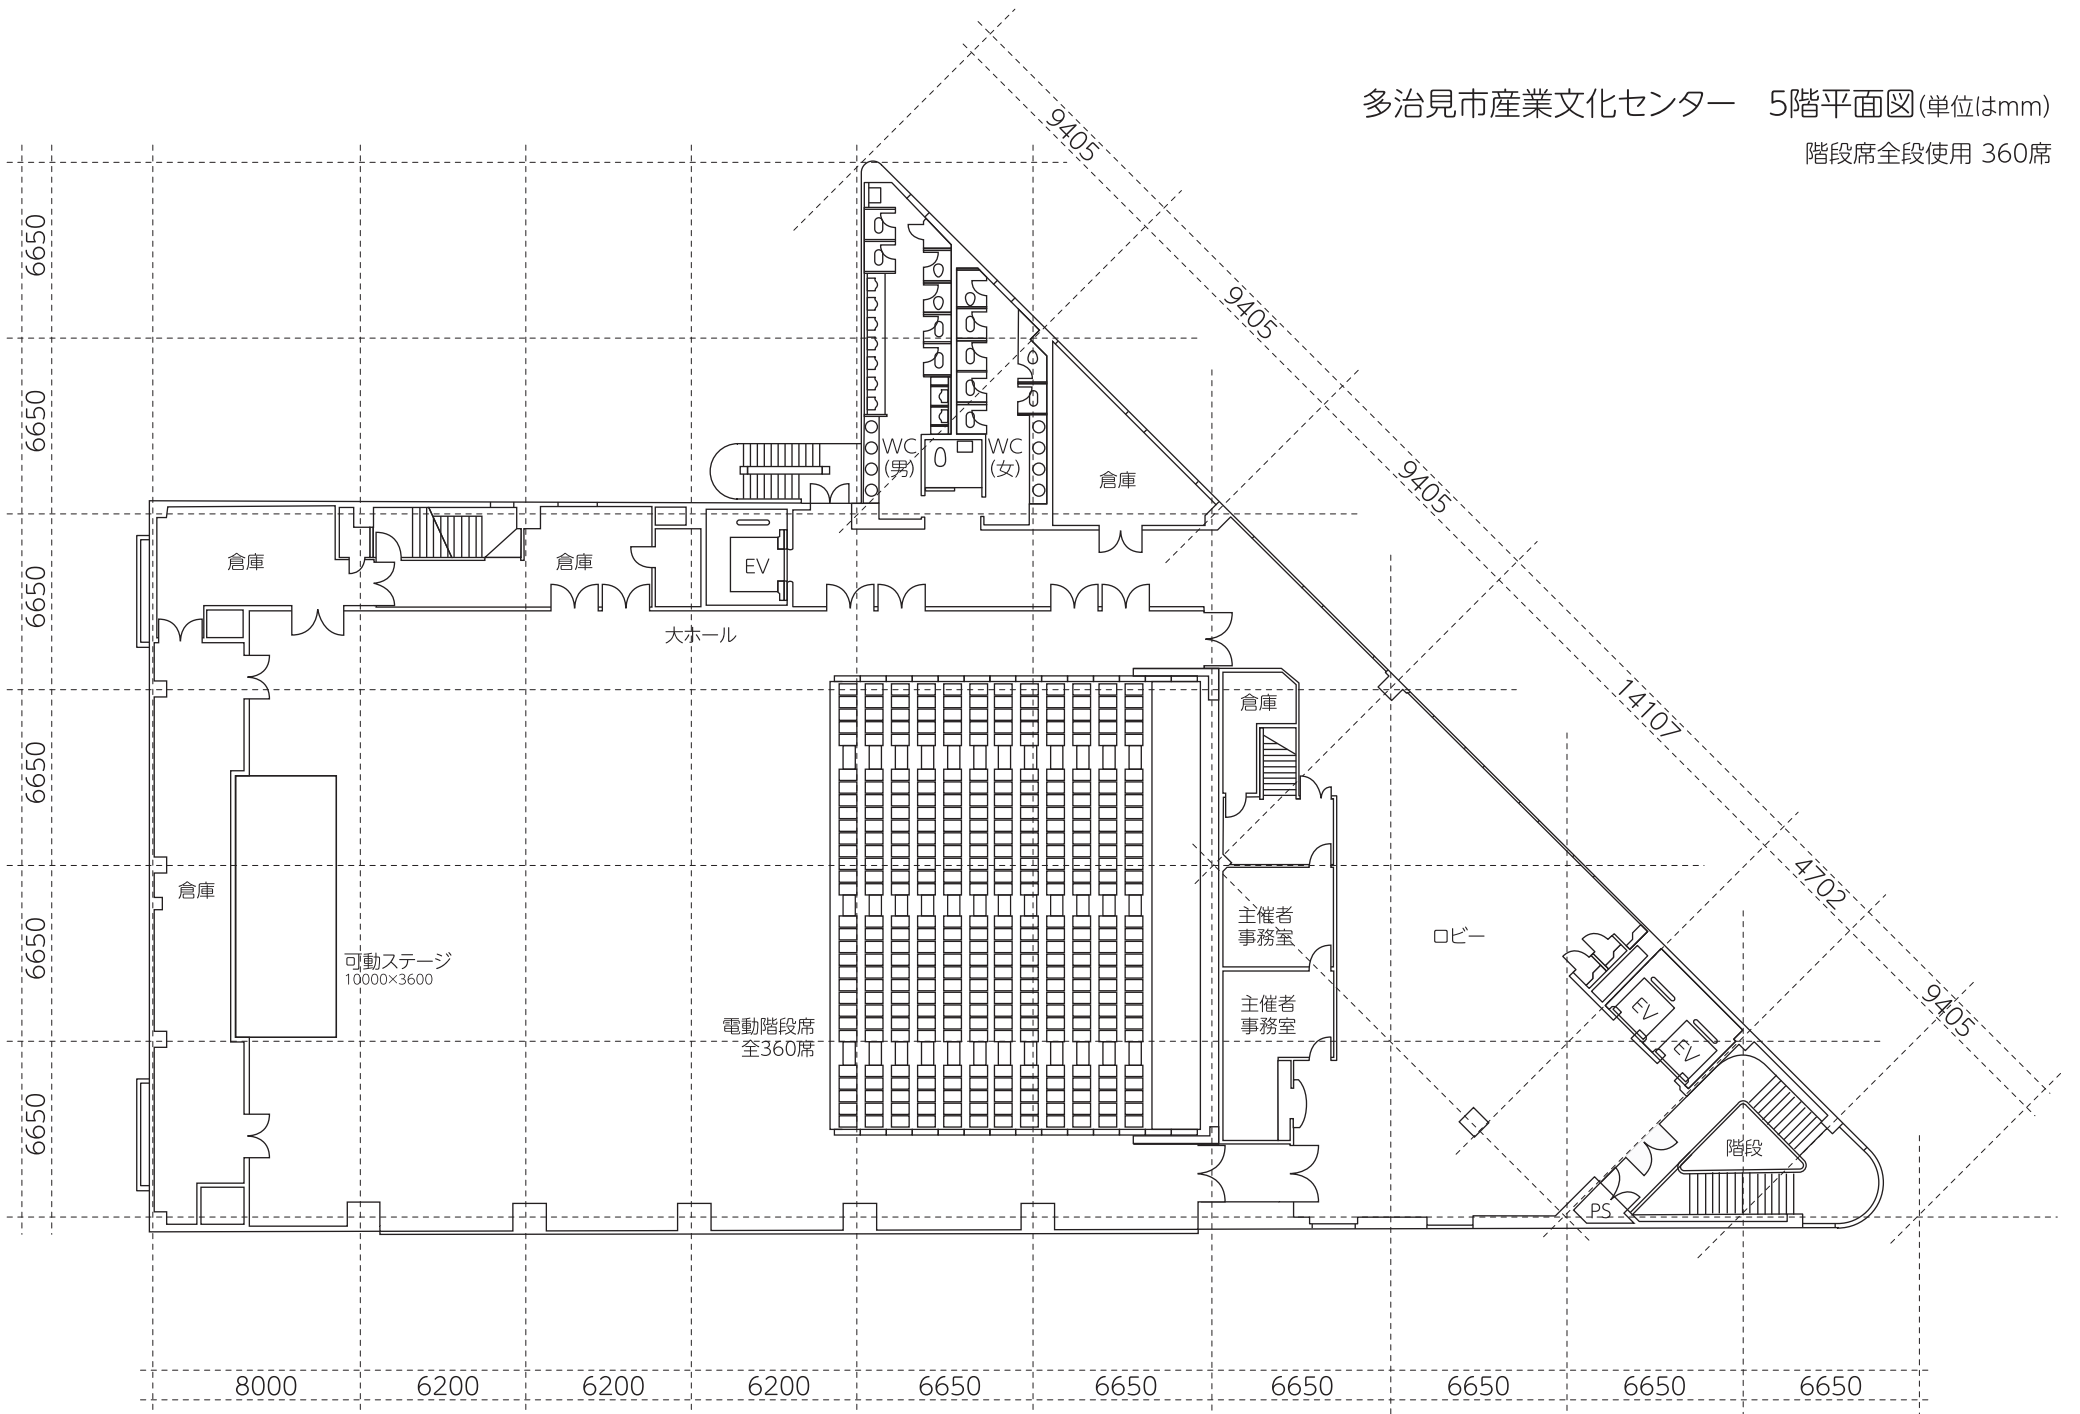 多治見市産業文化センター 5階平面図(単位はmm)
階段席全段使用 360席
9405
9405
9405
14107
4702
9405
6650
6650
6650
6650
6650
6650
WC
(男)
WC
(女)
倉庫
倉庫
倉庫
EV
大ホール
倉庫
倉庫
主催者
事務室
ロビー
可動ステージ
10000×3600
主催者
事務室
電動階段席
全360席
EV
EV
階段
PS
8000
6200
6200
6200
6650
6650
6650
6650
6650
6650